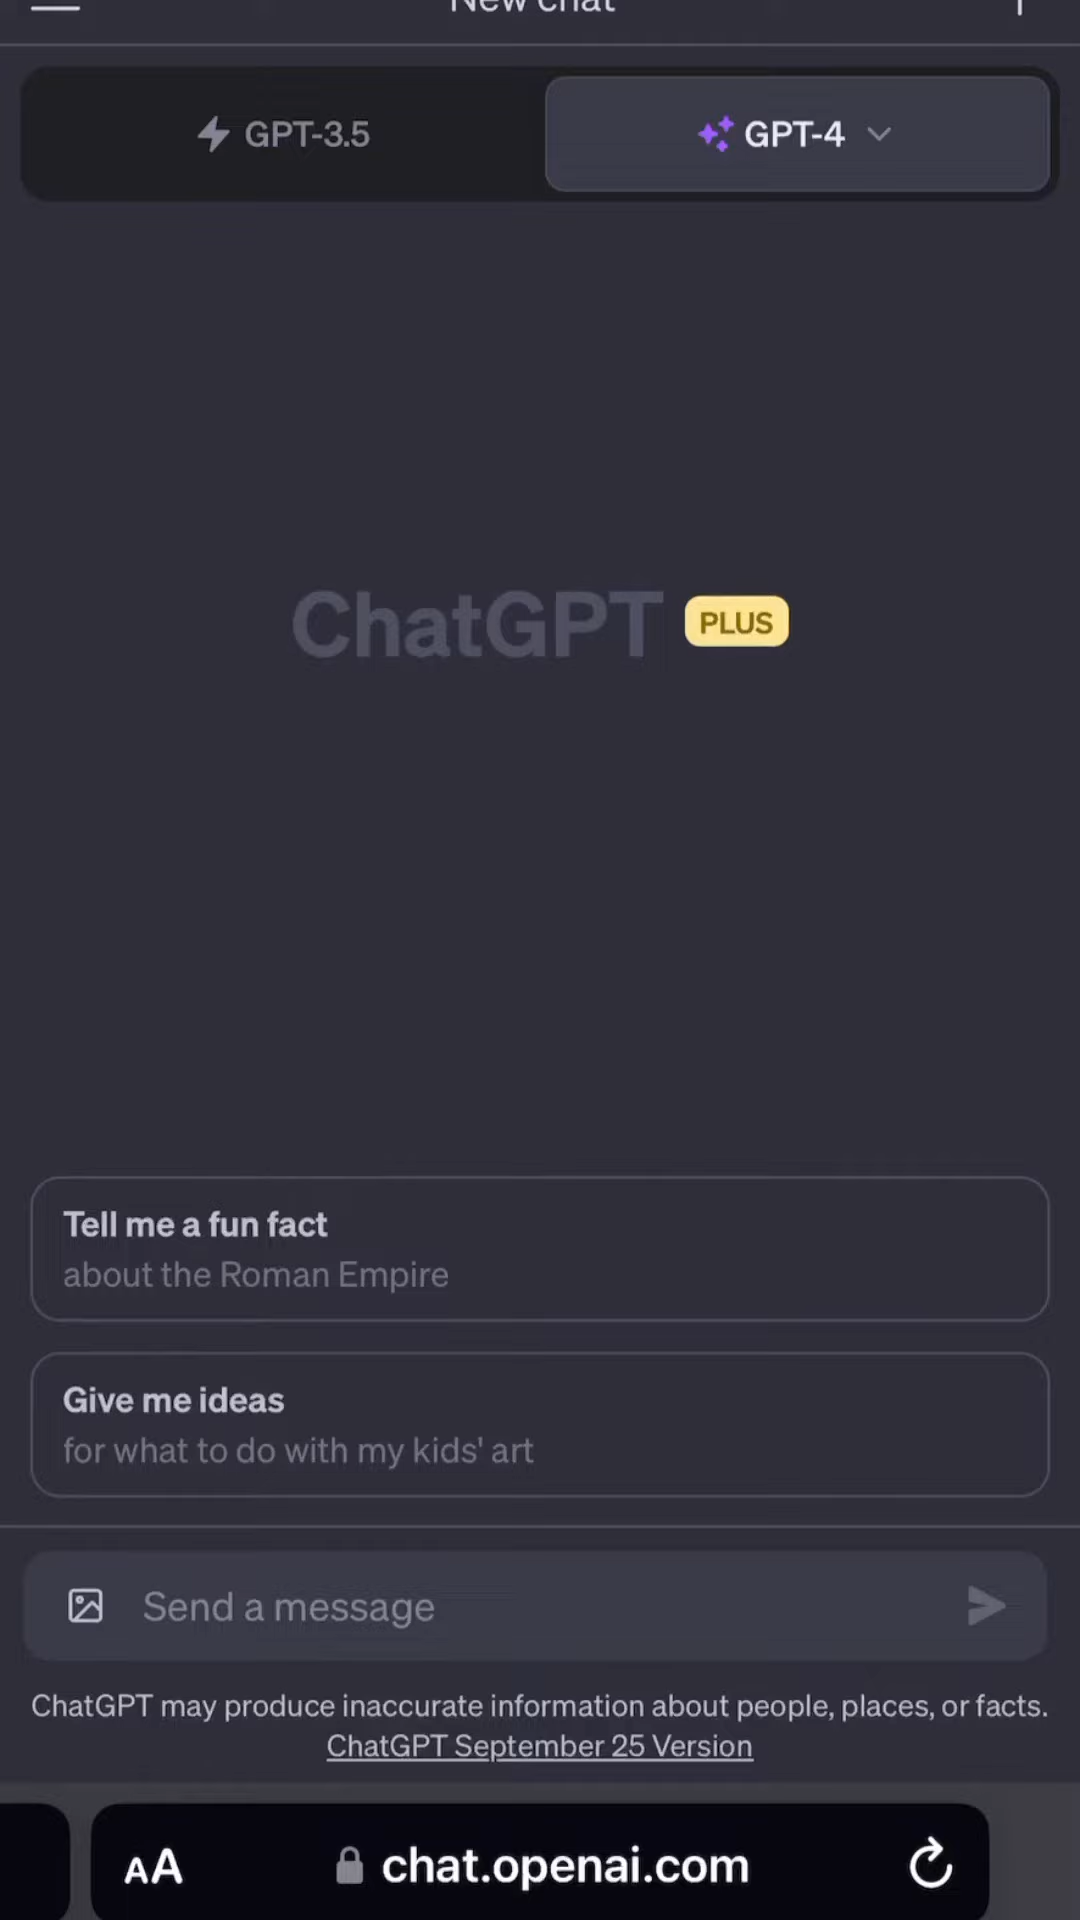 New chat
GPT-3.5
GPT-4
ChatGPT PLUS
Tell me a fun fact
about the Roman Empire
Give me ideas
for what to do with my kids' art
Send a message
ChatGPT may produce inaccurate information about people, places, or facts.
ChatGPT September 25 Version
AA chat.openai.com